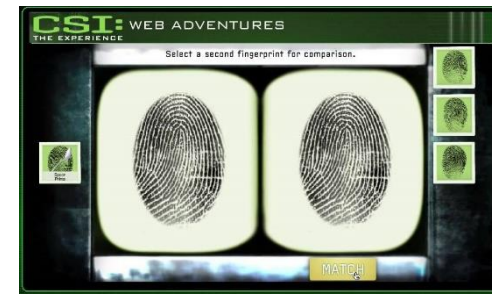 CSI: WEB ADVENTURES
THE EXPERIENCE
Select a second fingerprint for comparison.
MATCH